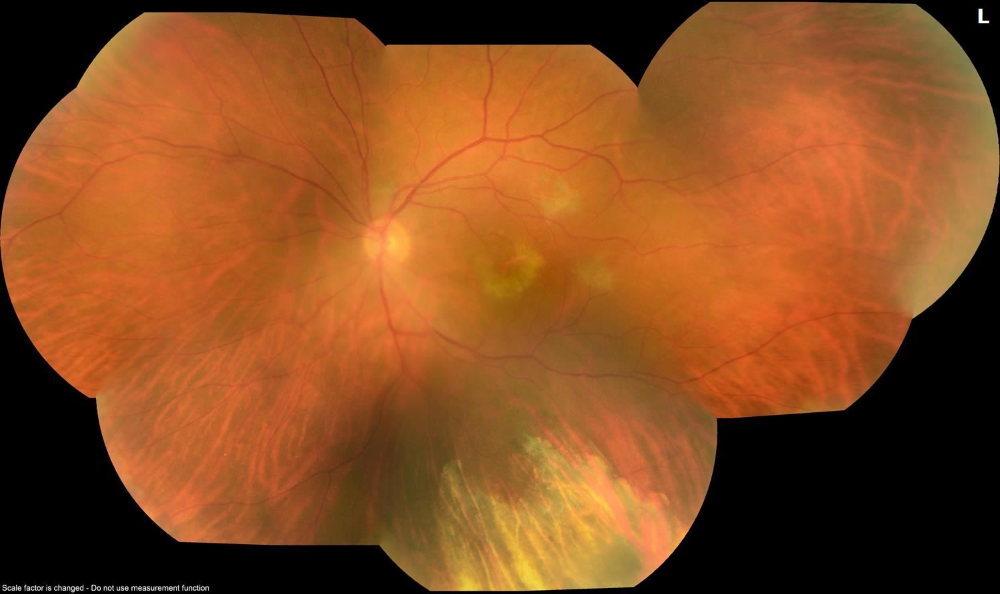 L
Scale factor is changed - Do not use measurement function